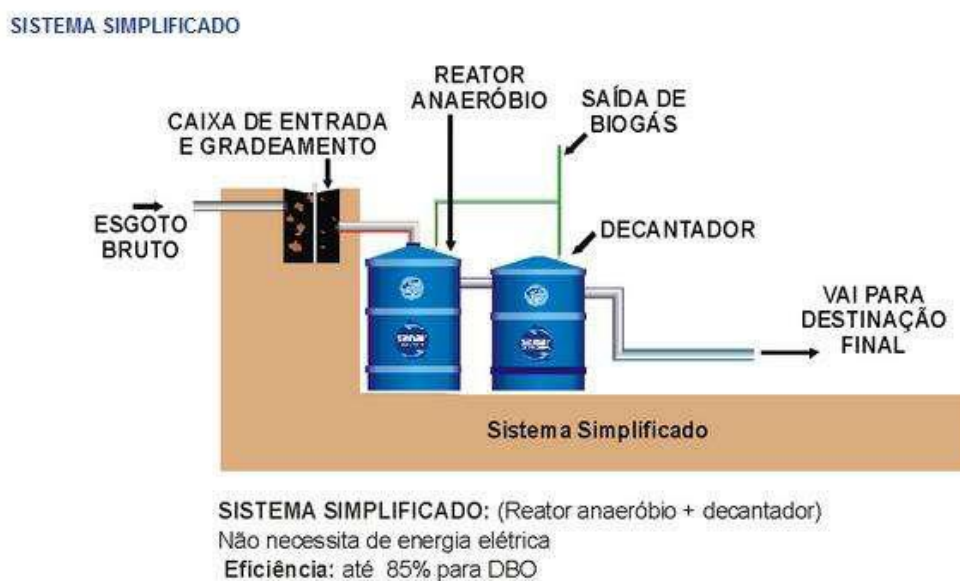 SISTEMA SIMPLIFICADO
REATOR
ANAERÓBIO
SAÍDA DE
BIOGÁS
CAIXA DE ENTRADA
E GRADEAMENTO
ESGOTO
BRUTO
DECANTADOR
VAI PARA
DESTINAÇÃO
FINAL
Sistema Simplificado
SISTEMA SIMPLIFICADO: (Reator anaeróbio + decantador)
Não necessita de energia elétrica
Eficiência: até 85% para DBO